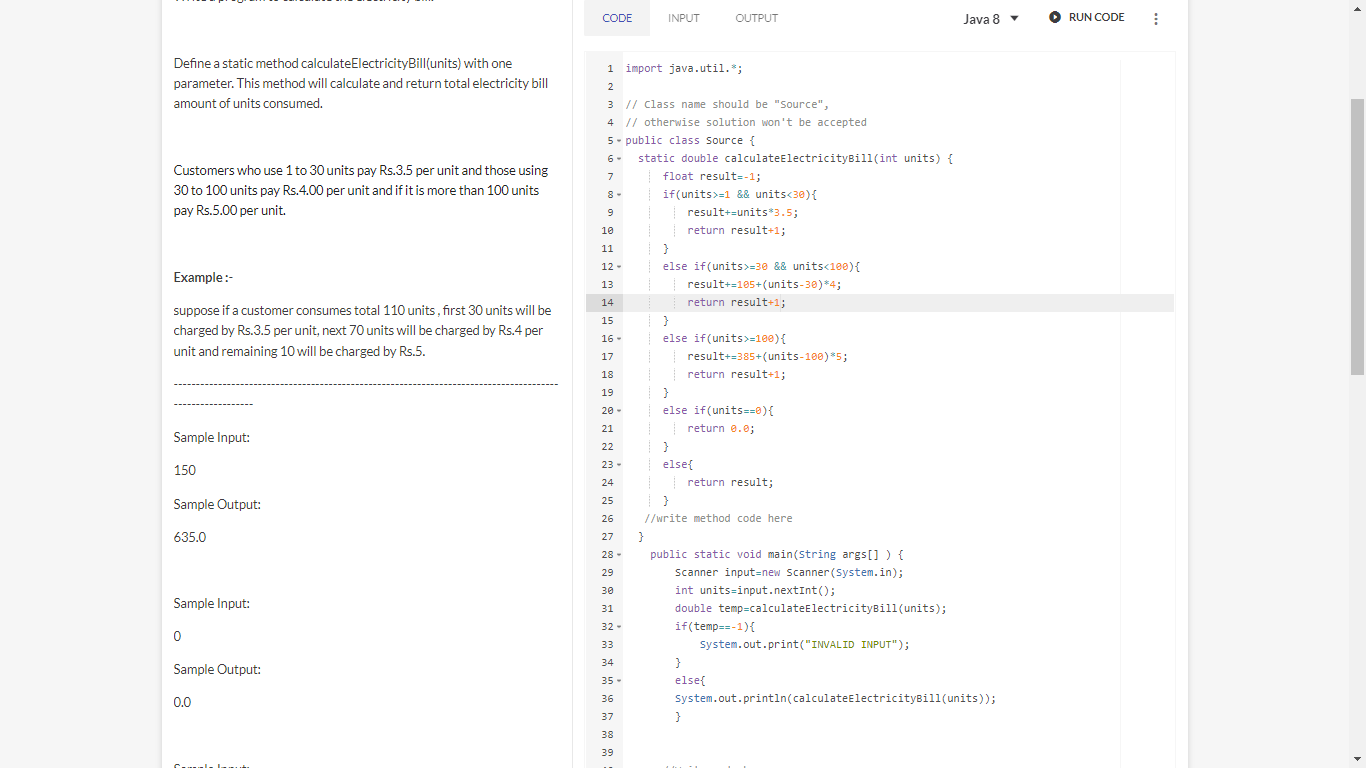 CODE INPUT OUTPUT Java 8 RUN CODE
Define a static method calculateElectricityBill(units) with one
parameter. This method will calculate and return total electricity bill
amount of units consumed.
Customers who use 1 to 30 units pay Rs.3.5 per unit and those using
30 to 100 units pay Rs.4.00 per unit and if it is more than 100 units
pay Rs.5.00 per unit.
Example :-
suppose if a customer consumes total 110 units , first 30 units will be
charged by Rs.3.5 per unit, next 70 units will be charged by Rs.4 per
unit and remaining 10 will be charged by Rs.5.
-----------------------------------------------------------------------------------------
------------------
Sample Input:
150
Sample Output:
635.0
Sample Input:
0
Sample Output:
0.0
1 import java.util.*;
2
3 // Class name should be "Source",
4 // otherwise solution won't be accepted
5 public class Source {
6 static double calculateElectricityBill(int units) {
7 float result=-1;
8 if(units>=1 && units<30){
9 result+=units*3.5;
10 return result+1;
11 }
12 else if(units>=30 && units<100){
13 result+=105+(units-30)*4;
14 return result+1;
15 }
16 else if(units>=100){
17 result+=385+(units-100)*5;
18 return result+1;
19 }
20 else if(units==0){
21 return 0.0;
22 }
23 else{
24 return result;
25 }
26 //write method code here
27 }
28 public static void main(String args[] ) {
29 Scanner input=new Scanner(System.in);
30 int units=input.nextInt();
31 double temp=calculateElectricityBill(units);
32 if(temp==-1){
33 System.out.print("INVALID INPUT");
34 }
35 else{
36 System.out.println(calculateElectricityBill(units));
37 }
38
39